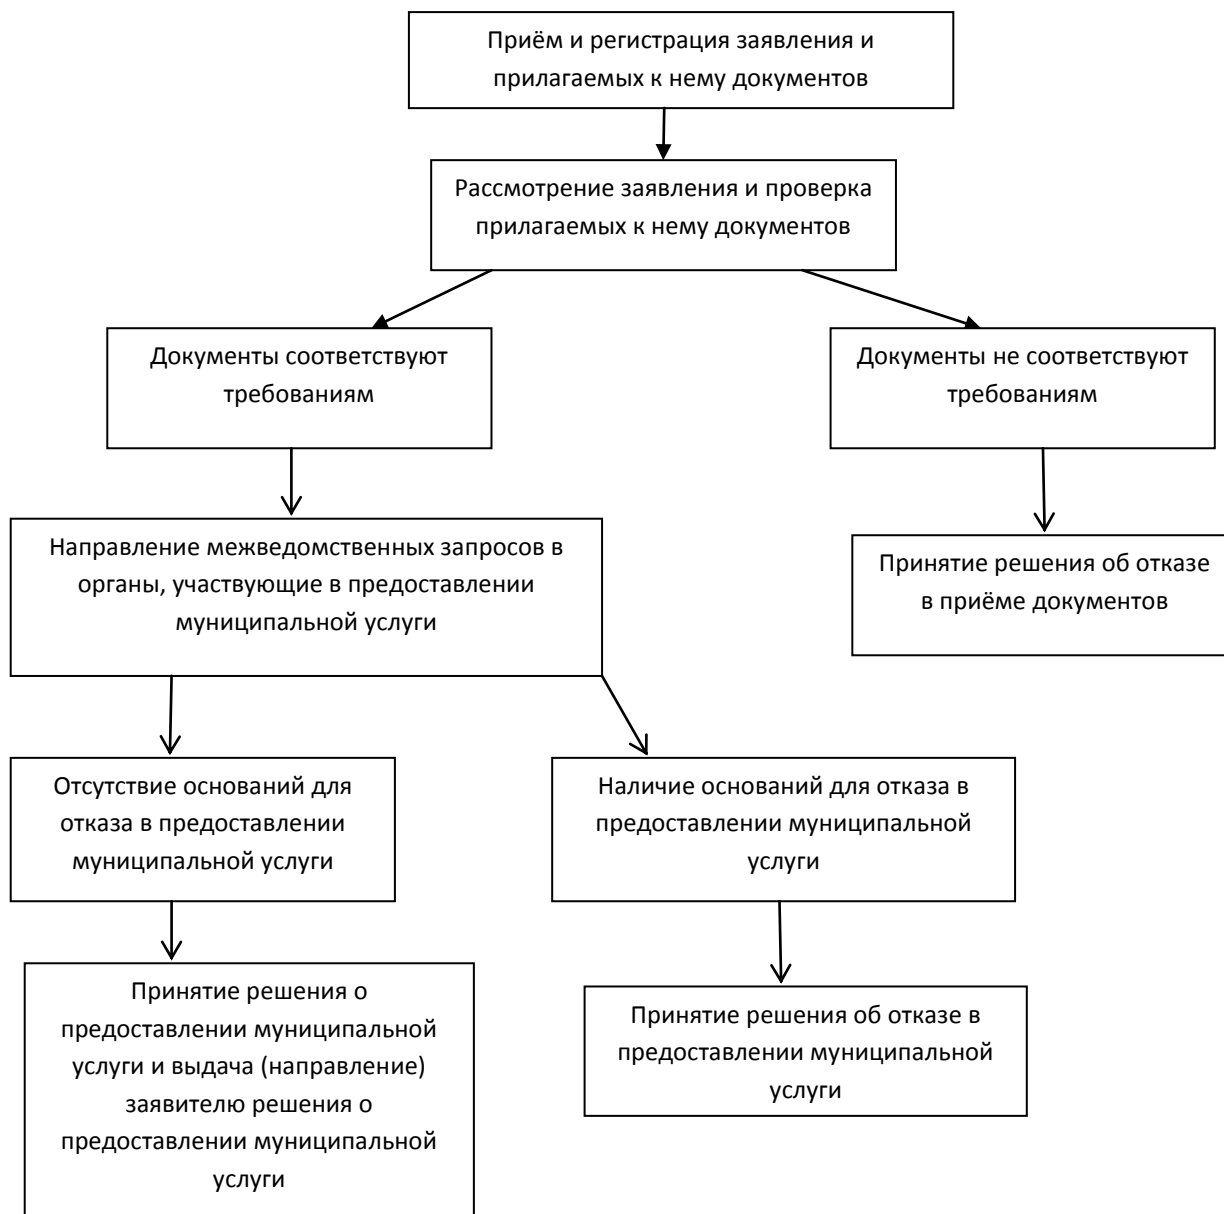 Приём и регистрация заявления и
прилагаемых к нему документов
Рассмотрение заявления и проверка
прилагаемых к нему документов
Документы соответствуют
требованиям
Документы не соответствуют
требованиям
Направление межведомственных запросов в
органы, участвующие в предоставлении
муниципальной услуги
Принятие решения об отказе
в приёме документов
Отсутствие оснований для
отказа в предоставлении
муниципальной услуги
Наличие оснований для отказа в
предоставлении муниципальной
услуги
Принятие решения о
предоставлении муниципальной
услуги и выдача (направление)
заявителю решения о
предоставлении муниципальной
услуги
Принятие решения об отказе в
предоставлении муниципальной
услуги